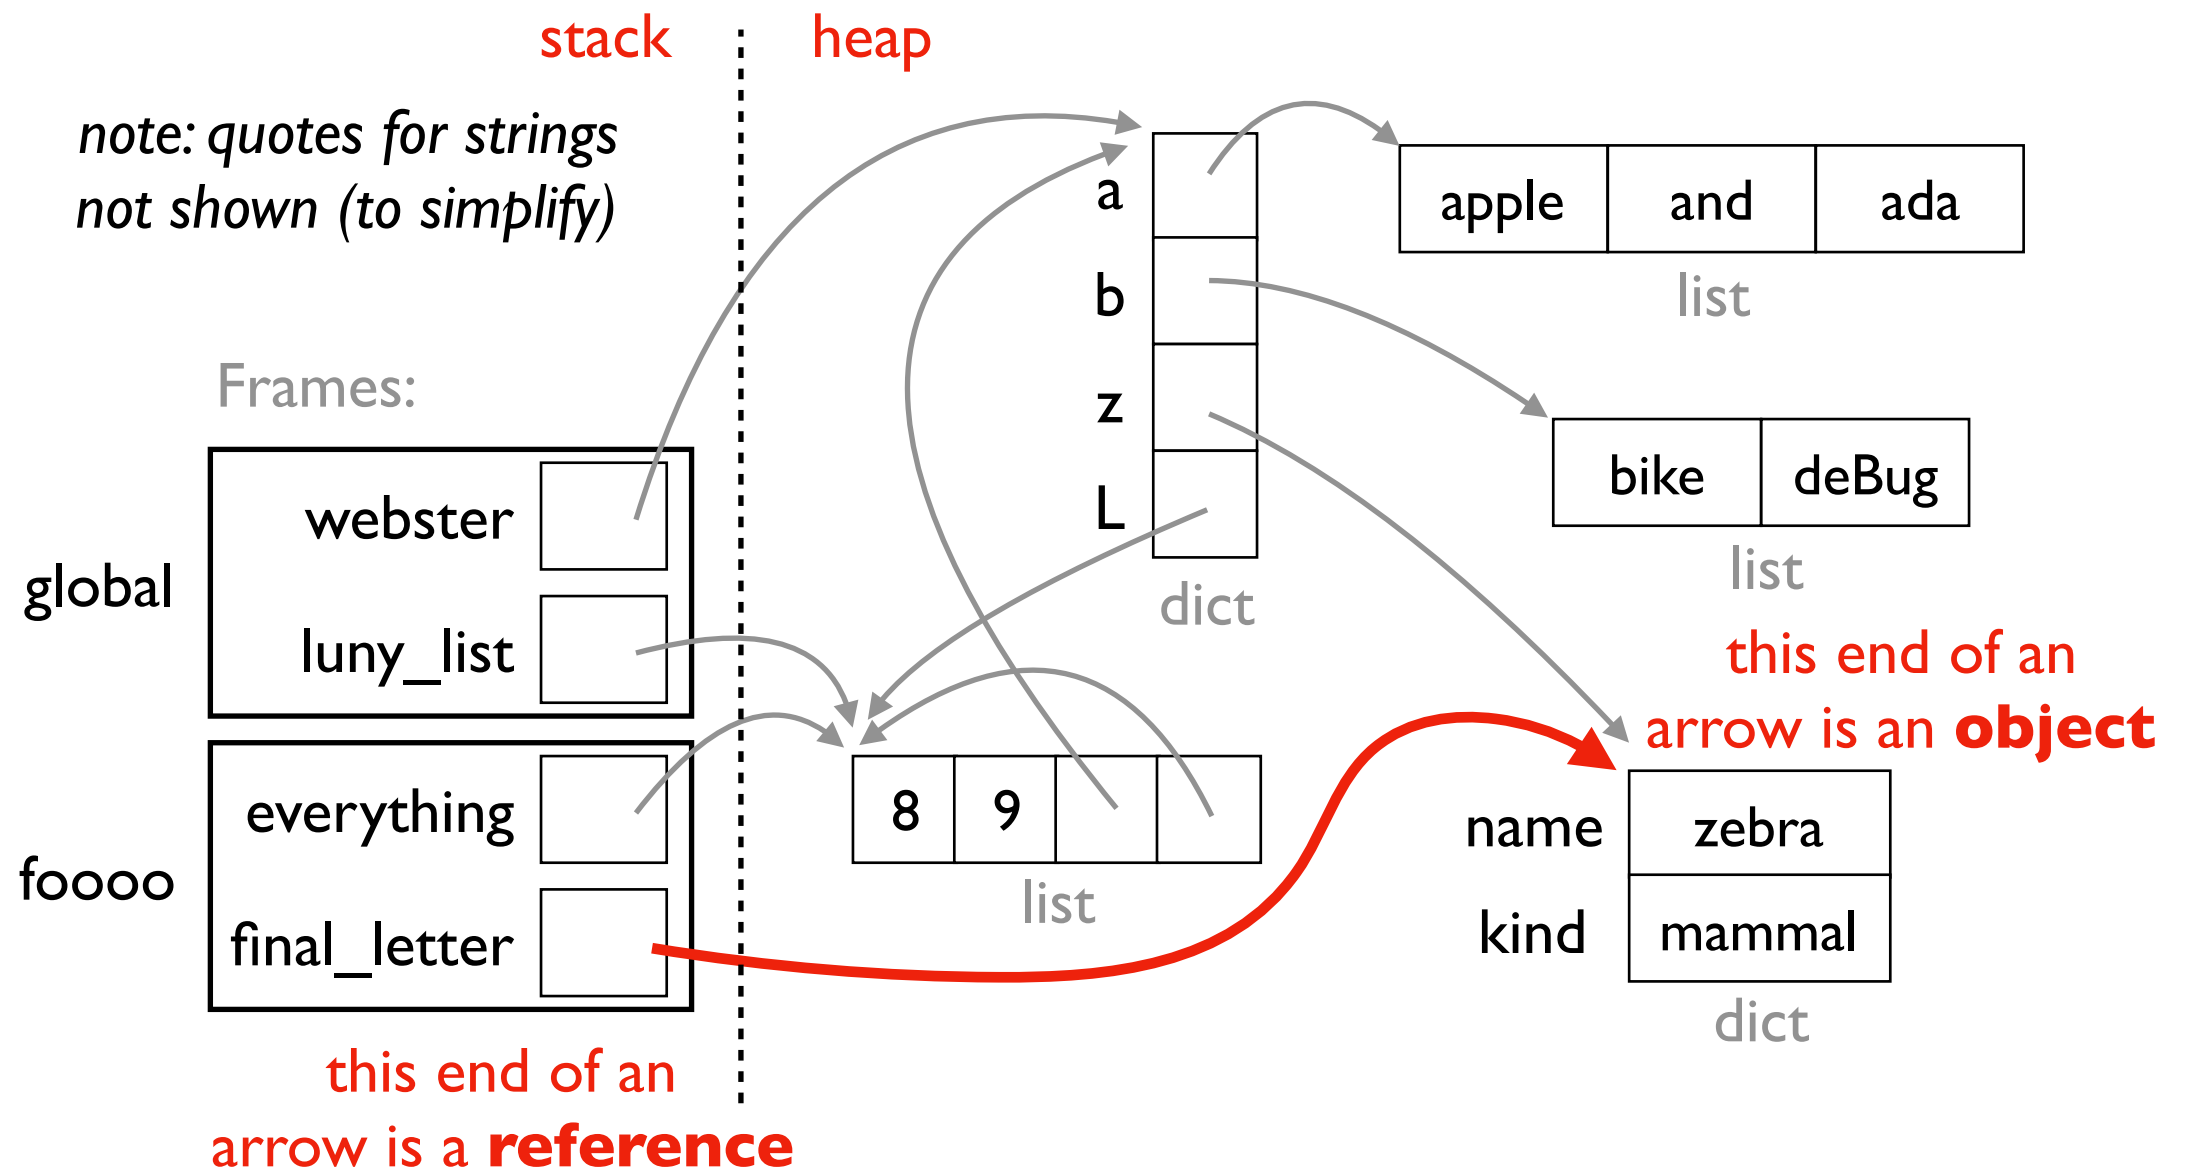 stack
heap
note: quotes for strings
not shown (to simplify)
Frames:
global
webster
luny_list
foooo
everything
final_letter
this end of an
arrow is a reference
a
b
z
L
dict
apple and ada
list
bike deBug
list
this end of an
arrow is an object
8 9
list
name zebra
kind mammal
dict